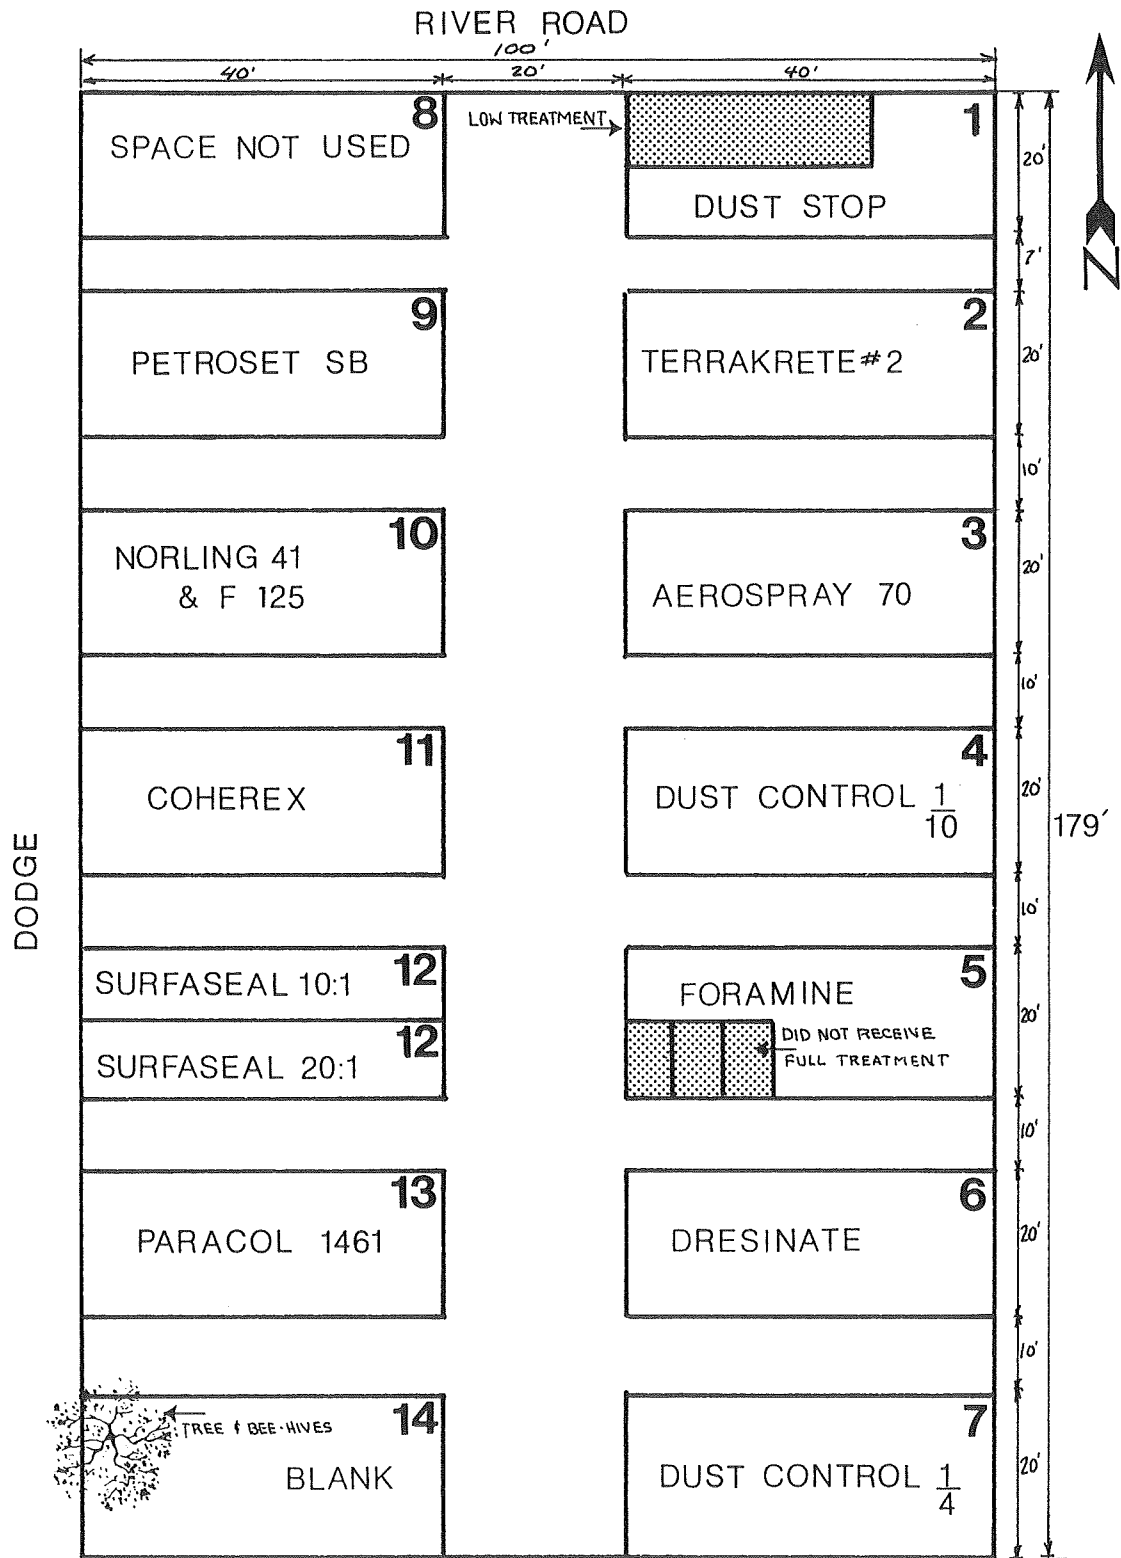 RIVER ROAD
100'
40' 20' 40'
8
SPACE NOT USED
LOW TREATMENT
1
DUST STOP
20'
7'
N
9
PETROSET SB
2
TERRAKRETE #2
20'
10'
10
NORLING 41
& F 125
3
AEROSPRAY 70
20'
10'
11
COHEREX
4
DUST CONTROL 1/10
20'
179'
DODGE
10'
12
SURFASEAL 10:1
12
SURFASEAL 20:1
5
FORAMINE
DID NOT RECEIVE
FULL TREATMENT
20'
10'
13
PARACOL 1461
6
DRESINATE
20'
10'
14
TREE & BEE-HIVES
BLANK
7
DUST CONTROL 1/4
20'